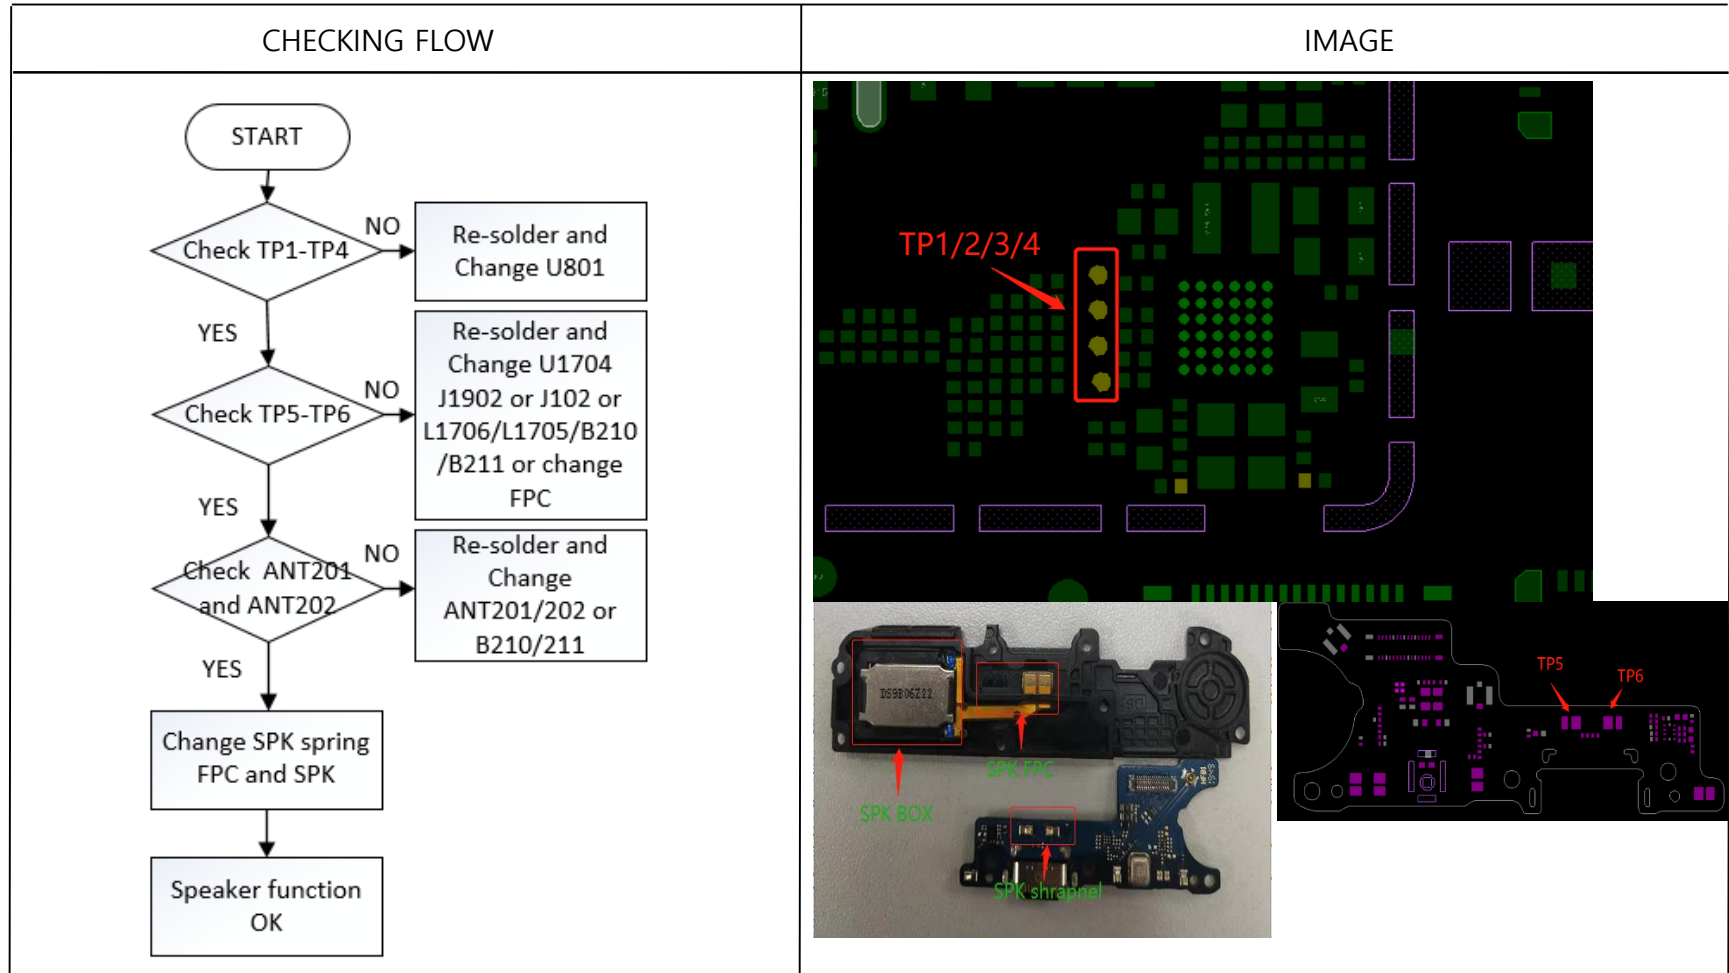 CHECKING FLOW
IMAGE
START
Check TP1-TP4
NO
Re-solder and
Change U801
YES
Check TP5-TP6
NO
Re-solder and
Change U1704
J1902 or J102 or
L1706/L1705/B210
/B211 or change
FPC
YES
Check ANT201
and ANT202
NO
Re-solder and
Change
ANT201/202 or
B210/211
YES
Change SPK spring
FPC and SPK
Speaker function
OK
TP1/2/3/4
SPK BOX
SPK FPC
SPK shrapnel
TP5
TP6